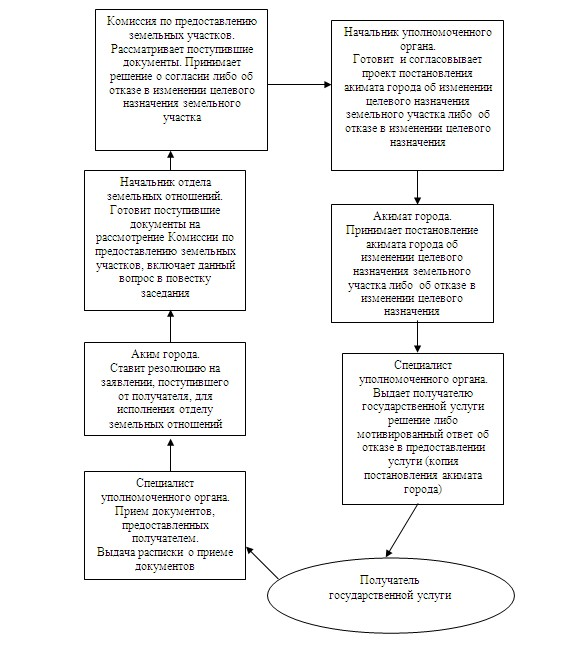 Комиссия по предоставлению
земельных участков.
Рассматривает поступившие
документы. Принимает
решение о согласии либо об
отказе в изменении целевого
назначения земельного
участка
Начальник уполномоченного
органа.
Готовит и согласовывает
проект постановления
акимата города об изменении
целевого назначения
земельного участка либо об
отказе в изменении целевого
назначения
Начальник отдела
земельных отношений.
Готовит поступившие
документы на
рассмотрение Комиссии по
предоставлению земельных
участков, включает данный
вопрос в повестку
заседания
Акимат города.
Принимает постановление
акимата города об
изменении целевого
назначения земельного
участка либо об отказе в
изменении целевого
назначения
Аким города.
Ставит резолюцию на
заявлении, поступившего
от получателя, для
исполнения отделу
земельных отношений
Специалист
уполномоченного органа.
Выдает получателю
государственной услуги
решение либо
мотивированный ответ об
отказе в предоставлении
услуги (копия
постановления акимата
города)
Специалист
уполномоченного органа.
Прием документов,
предоставленных
получателем.
Выдача расписки о приеме
документов
Получатель
государственной услуги